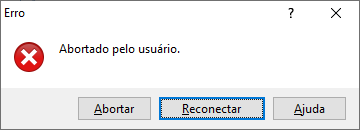 Erro
?
Abortado pelo usuário.
Abortar Reconectar Ajuda